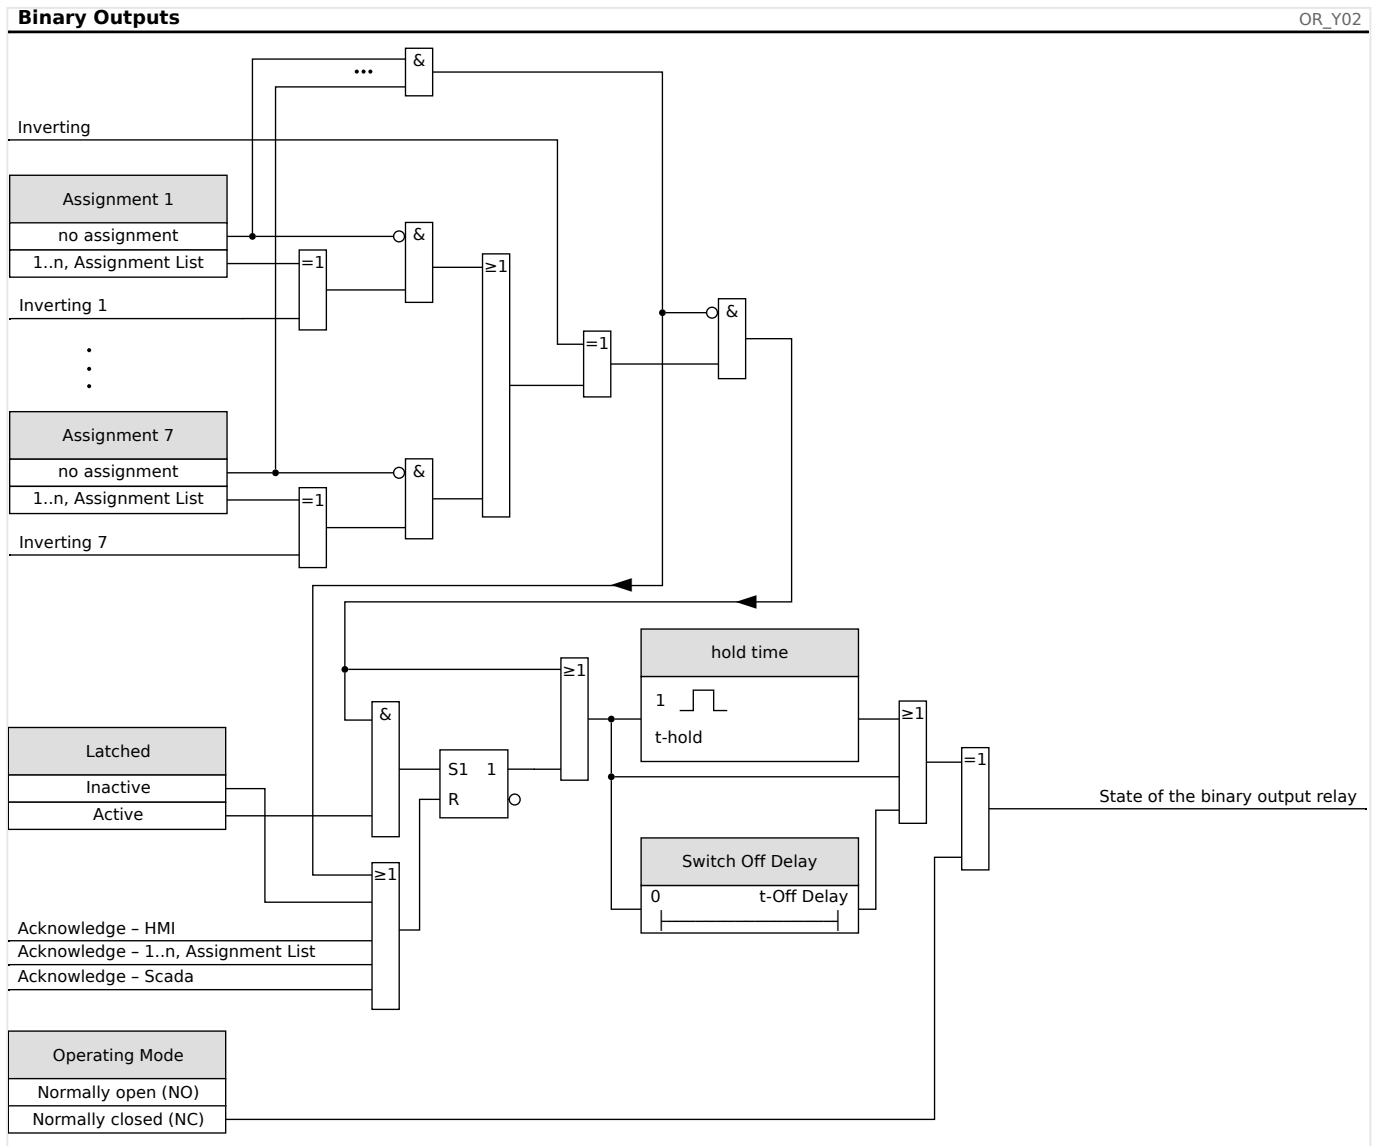 Binary Outputs
OR_Y02
&
...
Inverting
Assignment 1
no assignment
&
1..n, Assignment List
=1
≥1
Inverting 1
&
=1
Assignment 7
no assignment
&
1..n, Assignment List
=1
Inverting 7
hold time
≥1
1
t-hold
&
≥1
Latched
Inactive
Active
S1 1
R
=1
State of the binary output relay
≥1
Switch Off Delay
0 t-Off Delay
Acknowledge – HMI
Acknowledge – 1..n, Assignment List
Acknowledge – Scada
Operating Mode
Normally open (NO)
Normally closed (NC)